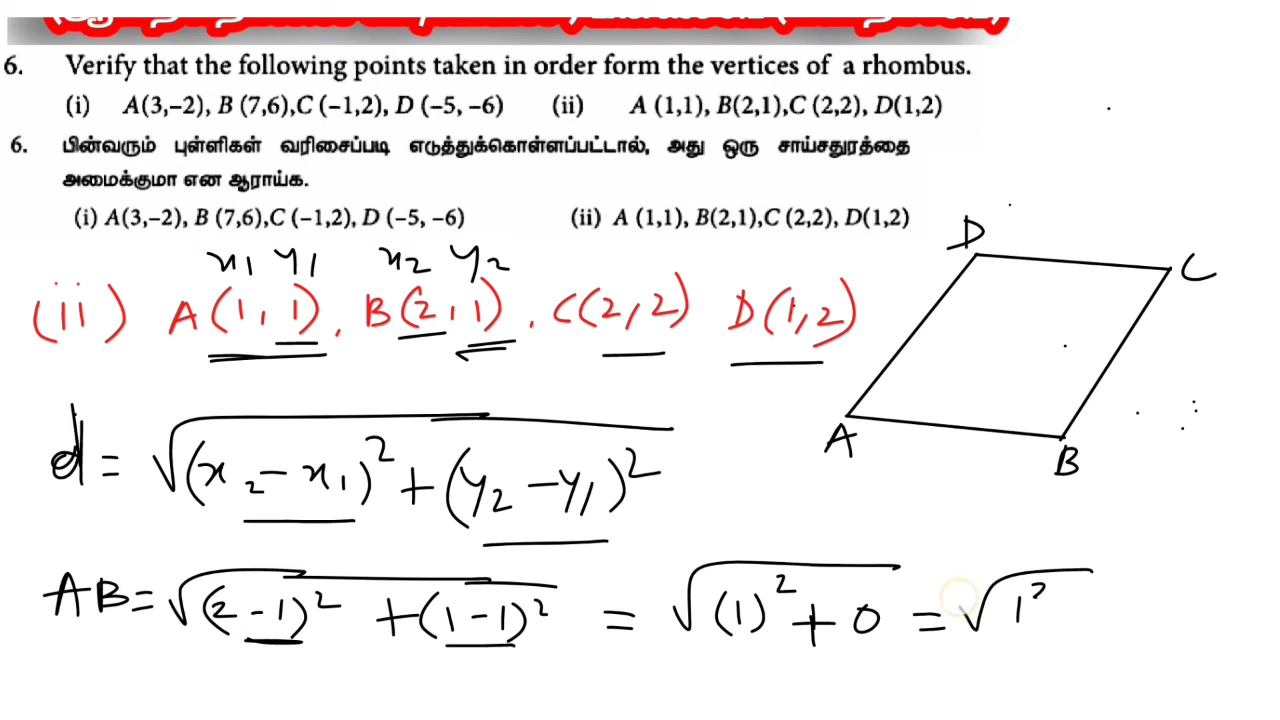 6. Verify that the following points taken in order form the vertices of a rhombus.
(i) A(3,−2), B (7,6),C (−1,2), D (−5, −6) (ii) A (1,1), B(2,1),C (2,2), D(1,2)
6. பின்வரும் புள்ளிகள் வரிசைப்படி எடுத்துக்கொள்ளப்பட்டால், அது ஒரு சாய்சதுரத்தை
அமைக்குமா என ஆராய்க.
(i) A(3,−2), B (7,6),C (−1,2), D (−5, −6) (ii) A (1,1), B(2,1),C (2,2), D(1,2)
x₁ y₁ x₂ y₂
(ii) A(1, 1), B(2, 1), C(2, 2) D(1, 2)
D
C
A
B
d = √(x₂ − x₁)² + (y₂ − y₁)²
AB = √(2 - 1)² + (1 - 1)² = √(1)² + 0 = √1²